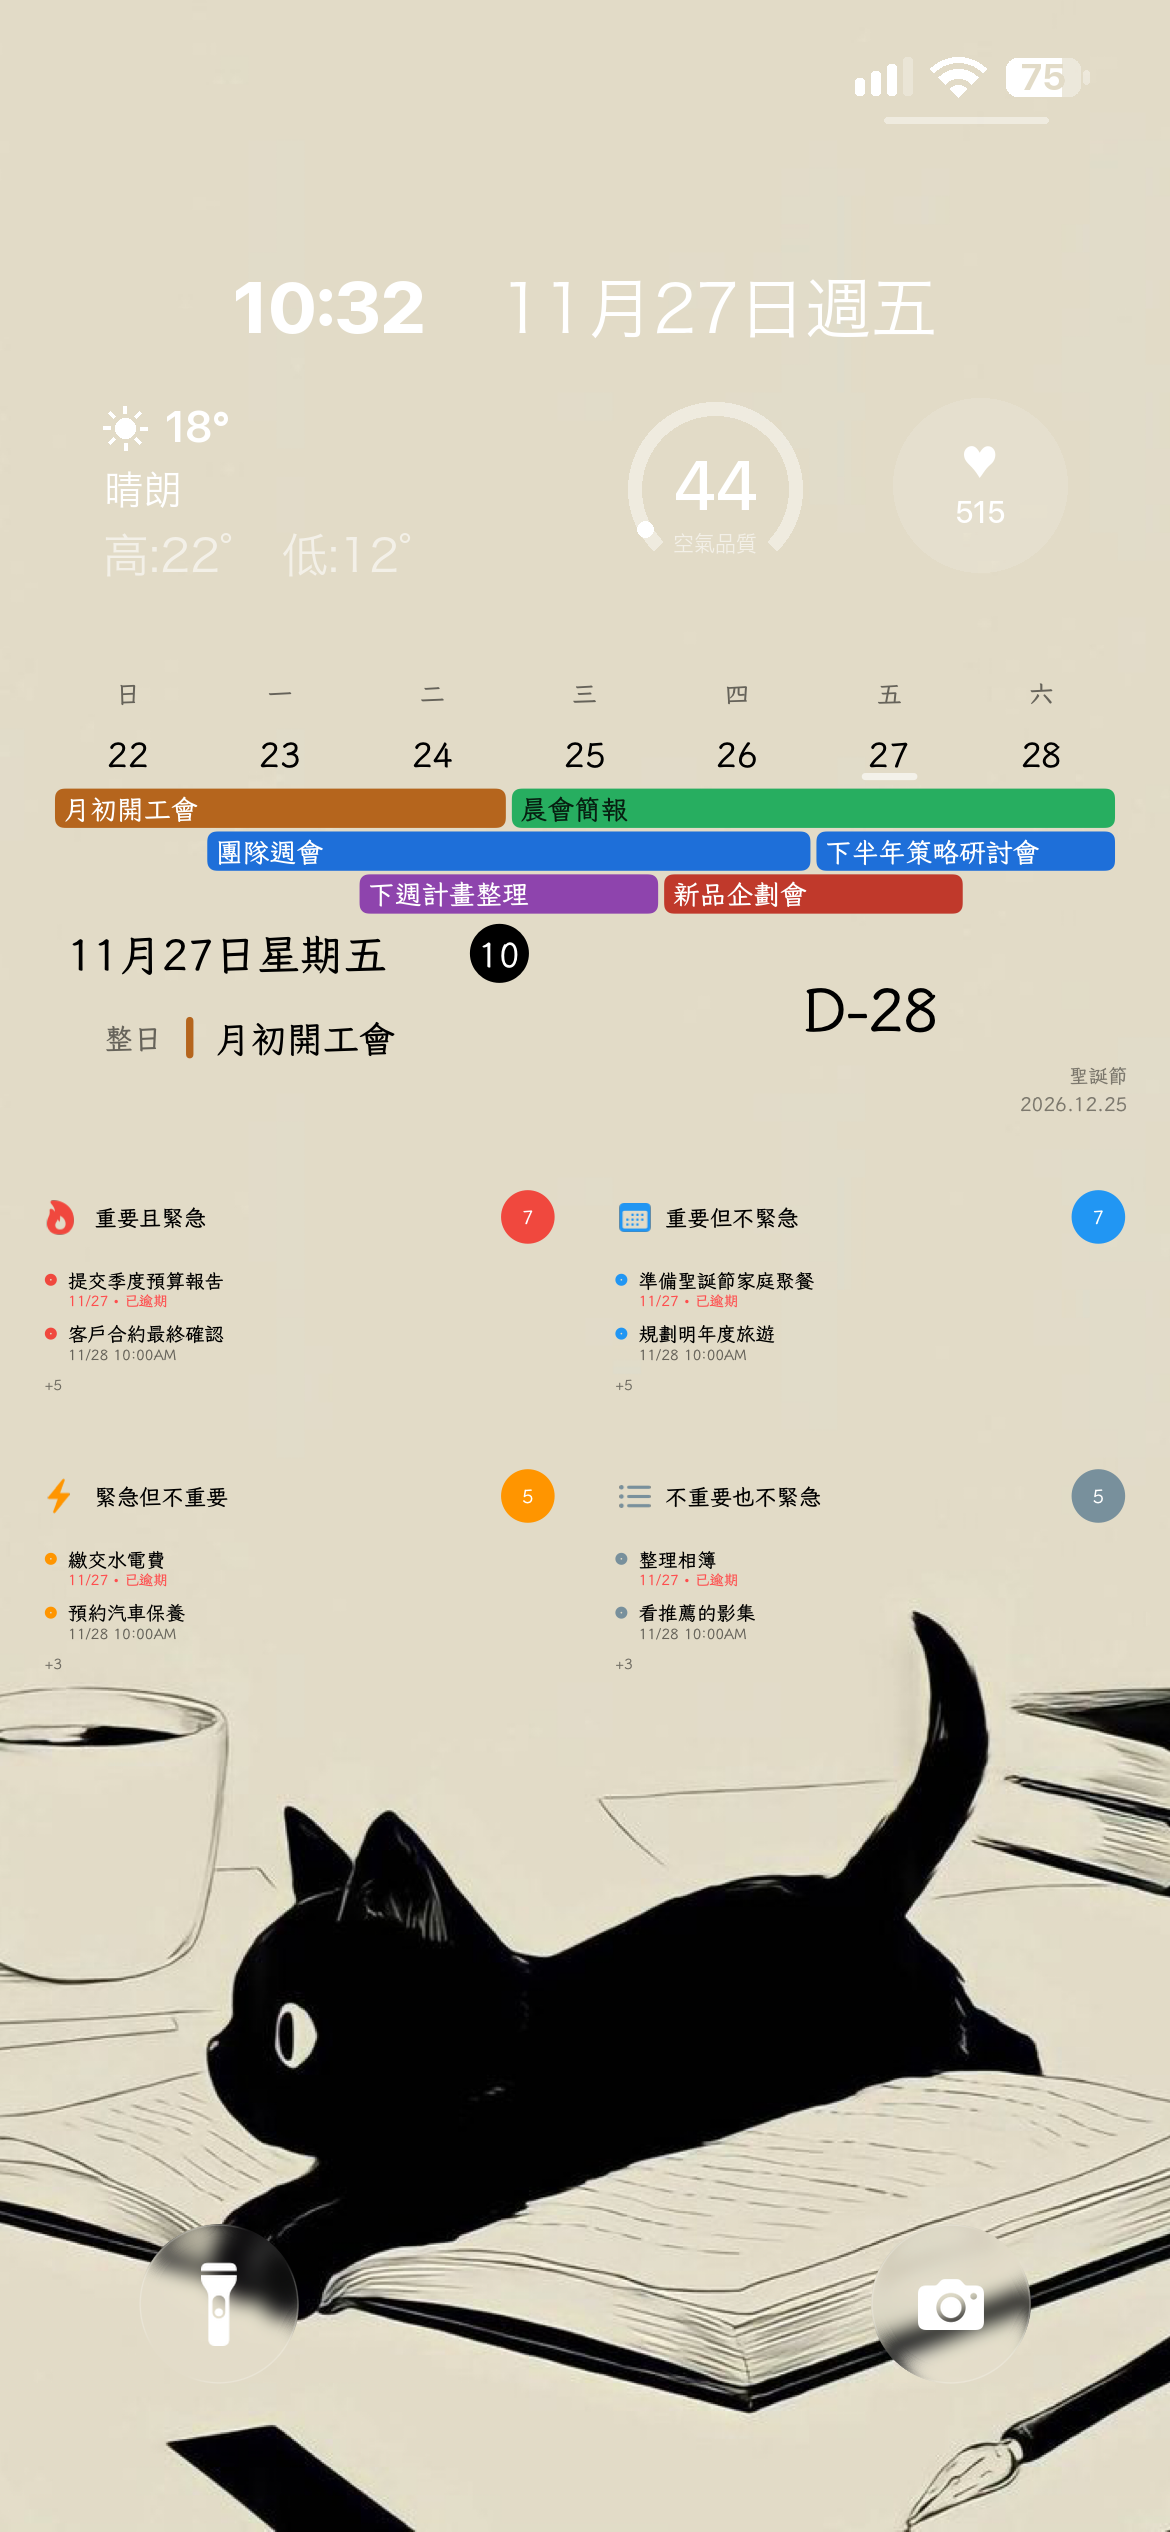 75
10:32 11月27日週五
18°
晴朗
高:22° 低:12°
44
空氣品質
515
日 一 二 三 四 五 六
22 23 24 25 26 27 28
月初開工會 晨會簡報
團隊週會 下半年策略研討會
下週計畫整理 新品企劃會
11月27日星期五 10
整日 月初開工會
D-28
聖誕節
2026.12.25
重要且緊急 7
提交季度預算報告
11/27 • 已逾期
客戶合約最終確認
11/28 10:00AM
+5
重要但不緊急 7
準備聖誕節家庭聚餐
11/27 • 已逾期
規劃明年度旅遊
11/28 10:00AM
+5
緊急但不重要 5
繳交水電費
11/27 • 已逾期
預約汽車保養
11/28 10:00AM
+3
不重要也不緊急 5
整理相簿
11/27 • 已逾期
看推薦的影集
11/28 10:00AM
+3